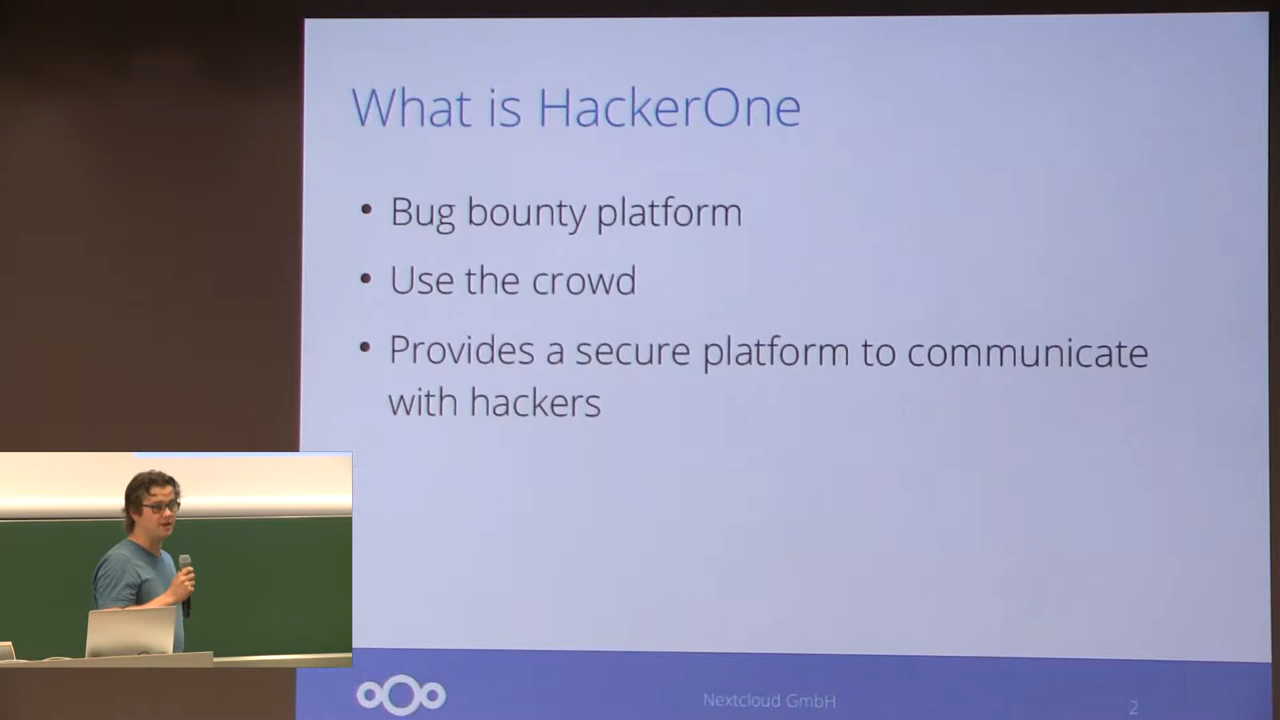 What is HackerOne
• Bug bounty platform
• Use the crowd
• Provides a secure platform to communicate
with hackers
Nextcloud GmbH
2